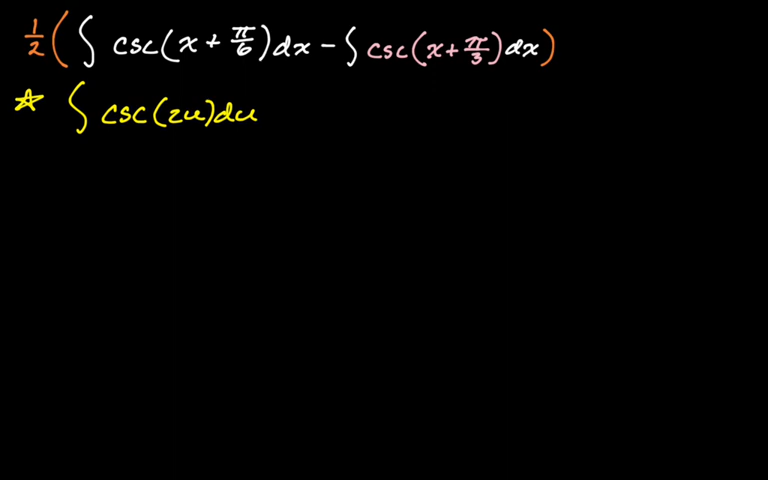 1/2 ( ∫ csc(x + π/6) dx - ∫ csc(x + π/3) dx )
☆ ∫ csc(2u) du